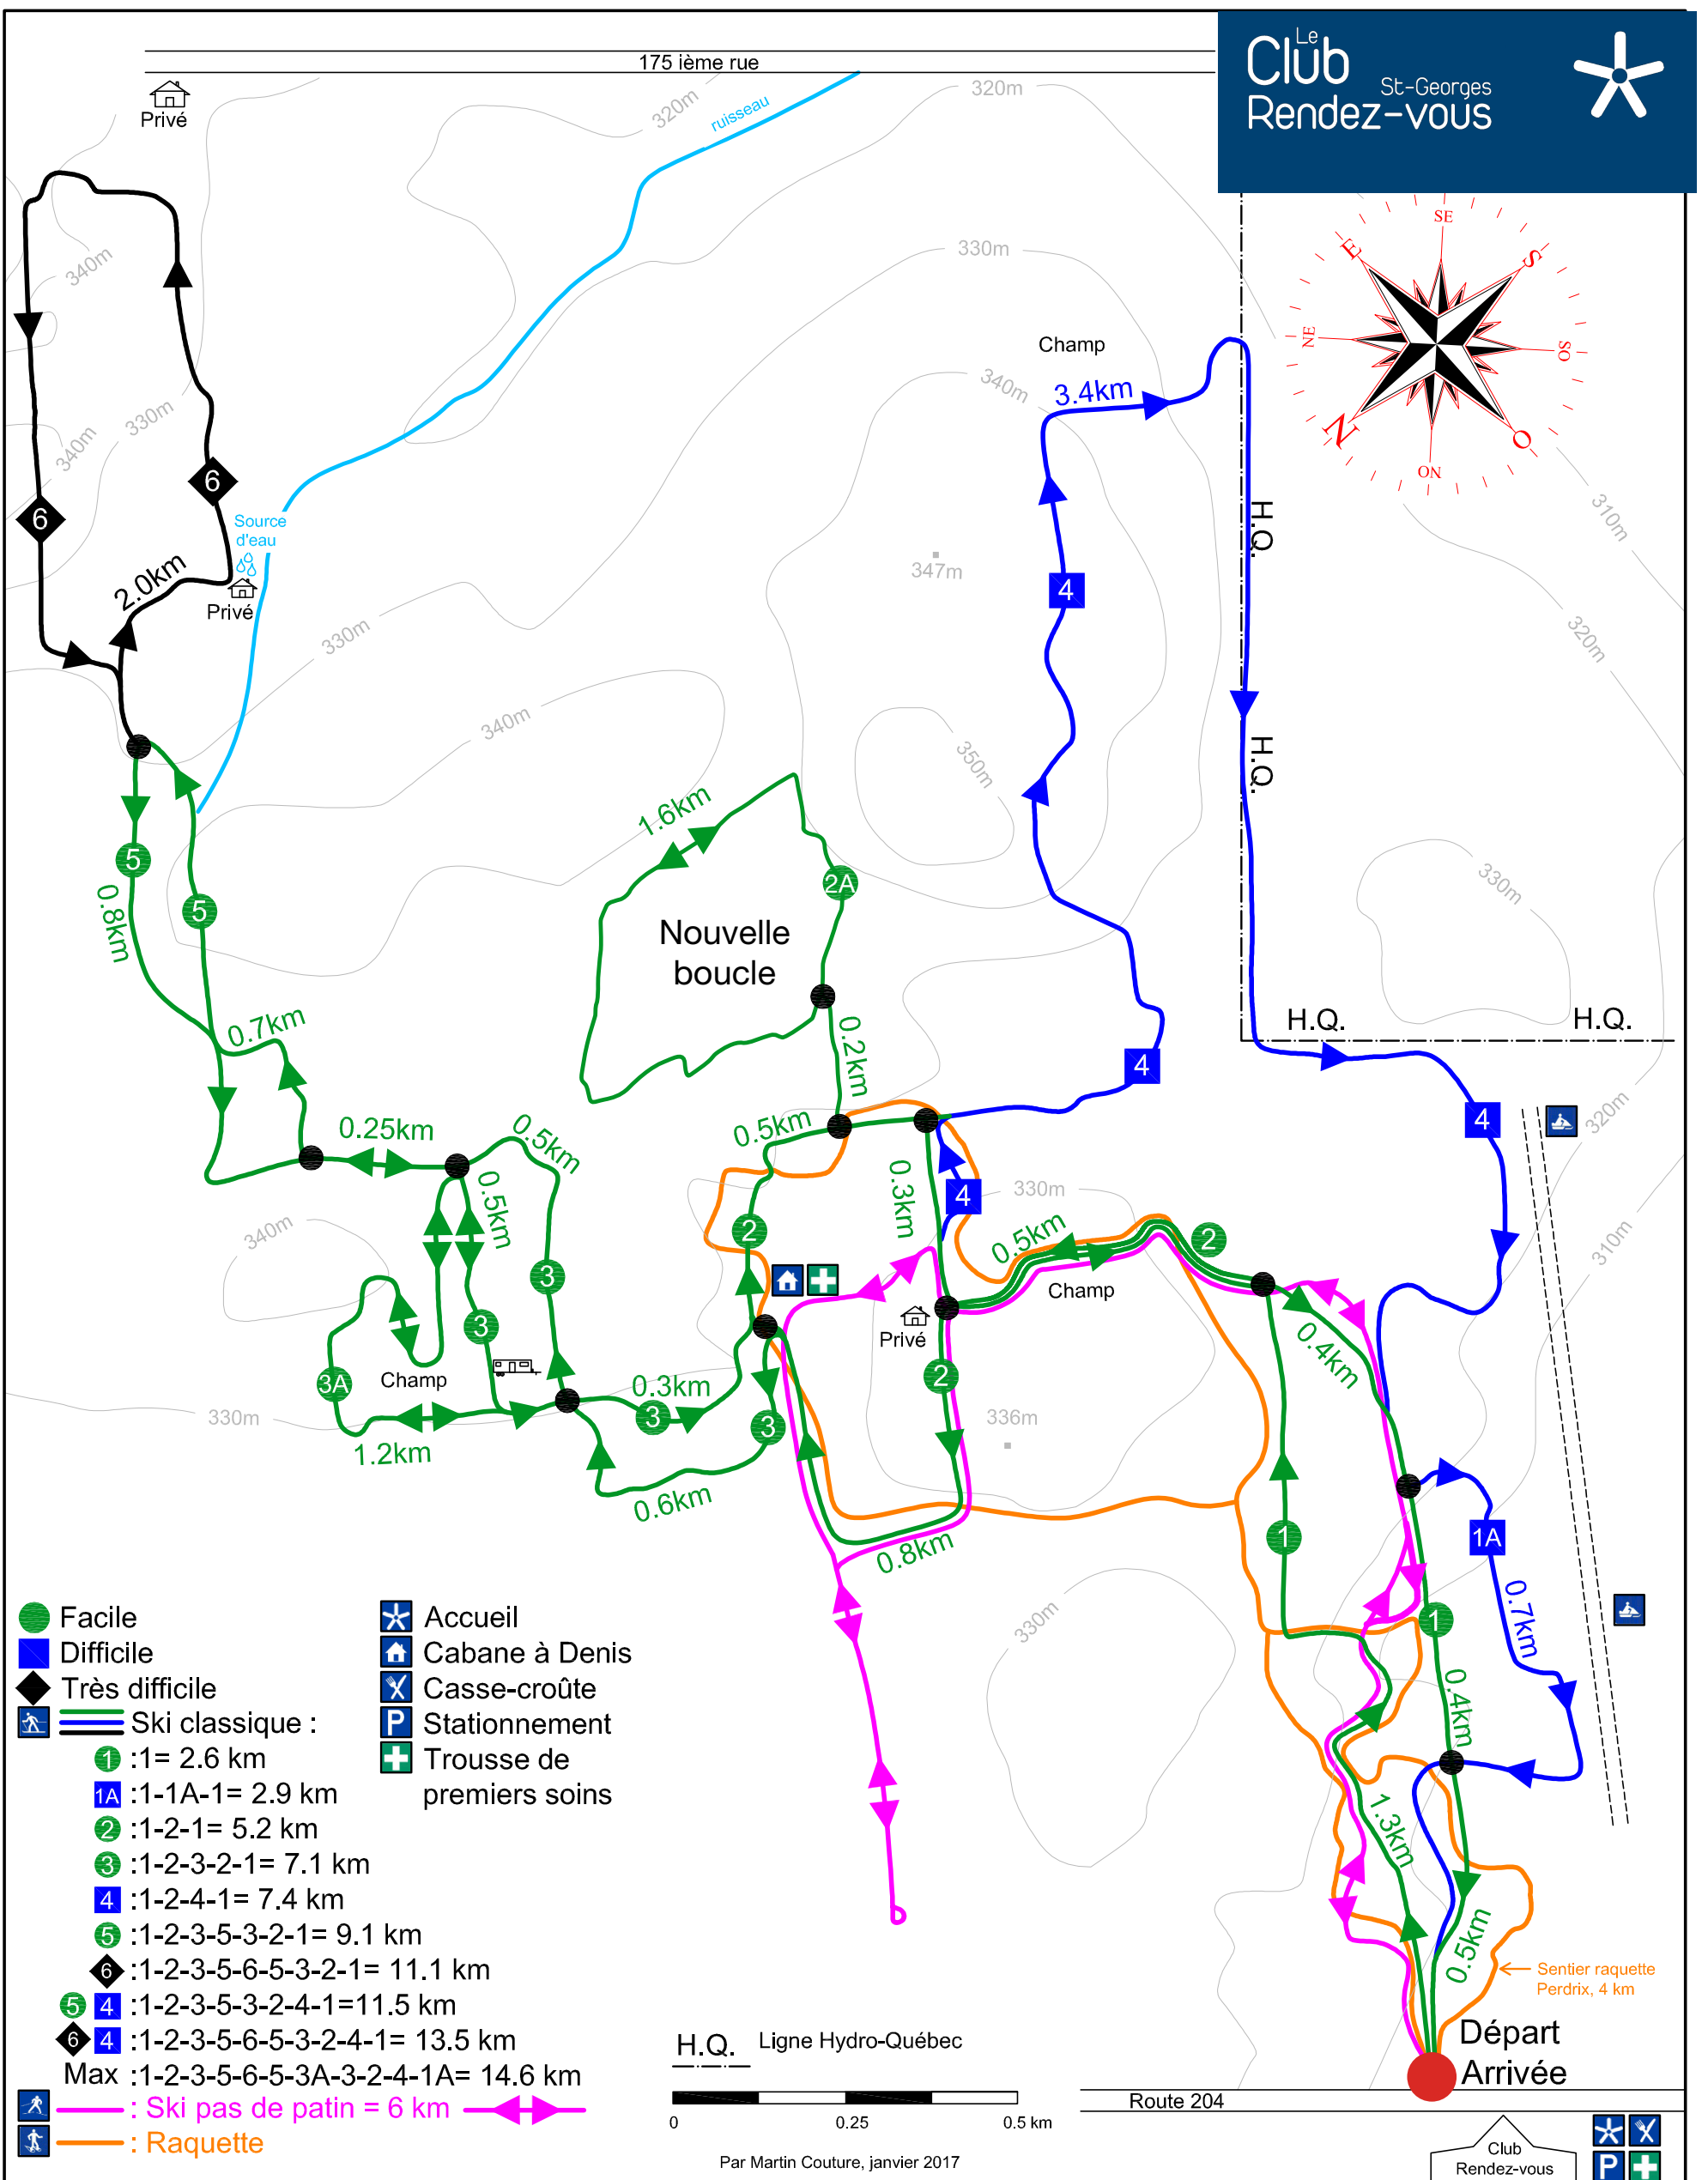 175 ième rue
Le
Club
St-Georges
Rendez-vous
Privé
320m
ruisseau
320m
SE
E
S
NE
SO
N
O
NO
340m
330m
Champ
3.4km
340m
330m
340m
6
6
Source
d'eau
Privé
2.0km
347m
4
H.Q.
310m
330m
320m
340m
350m
H.Q.
1.6km
5
0.8km
5
2A
Nouvelle
boucle
330m
0.7km
0.2km
H.Q.
H.Q.
4
4
320m
0.25km
0.5km
0.5km
0.5km
0.3km
4
330m
310m
340m
2
0.5km
2
3
Champ
3
Privé
0.4km
3A
Champ
0.3km
2
330m
3
3
336m
1.2km
0.6km
0.8km
1
1A
330m
0.7km
1
0.4km
1.3km
0.5km
Sentier raquette
Perdrix, 4 km
Départ
Arrivée
Route 204
Club
Rendez-vous
P
Facile
Difficile
Très difficile
Ski classique :
1 :1= 2.6 km
1A :1-1A-1= 2.9 km
2 :1-2-1= 5.2 km
3 :1-2-3-2-1= 7.1 km
4 :1-2-4-1= 7.4 km
5 :1-2-3-5-3-2-1= 9.1 km
6 :1-2-3-5-6-5-3-2-1= 11.1 km
5 4 :1-2-3-5-3-2-4-1=11.5 km
6 4 :1-2-3-5-6-5-3-2-4-1= 13.5 km
Max :1-2-3-5-6-5-3A-3-2-4-1A= 14.6 km
: Ski pas de patin = 6 km
: Raquette
Accueil
Cabane à Denis
Casse-croûte
P Stationnement
Trousse de
premiers soins
H.Q. Ligne Hydro-Québec
0 0.25 0.5 km
Par Martin Couture, janvier 2017